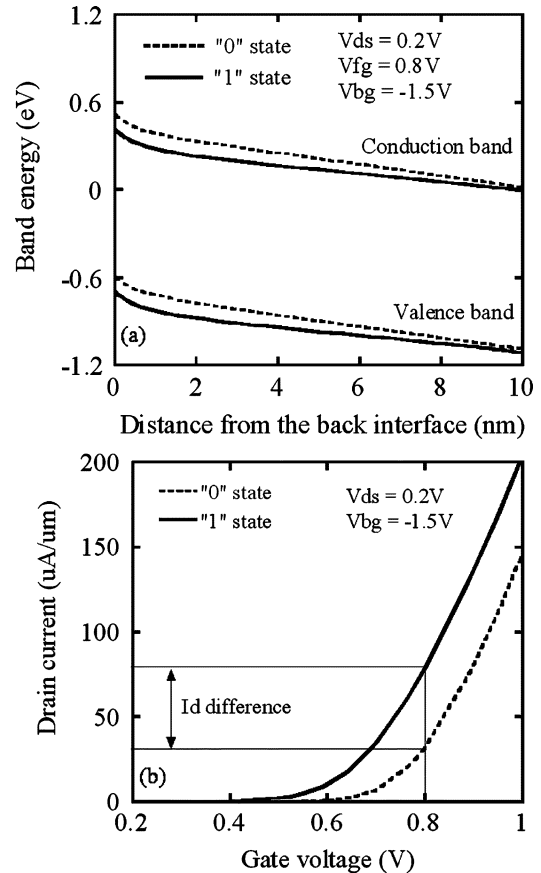 "0" state
"1" state
Vds = 0.2V
Vfg = 0.8V
Vbg = -1.5V
Conduction band
Valence band
(a)
1.2
0.6
0
-0.6
-1.2
Band energy (eV)
0 2 4 6 8 10
Distance from the back interface (nm)
"0" state
"1" state
Vds = 0.2V
Vbg = -1.5V
Id difference
(b)
200
150
100
50
0
Drain current (uA/um)
0.2 0.4 0.6 0.8 1
Gate voltage (V)